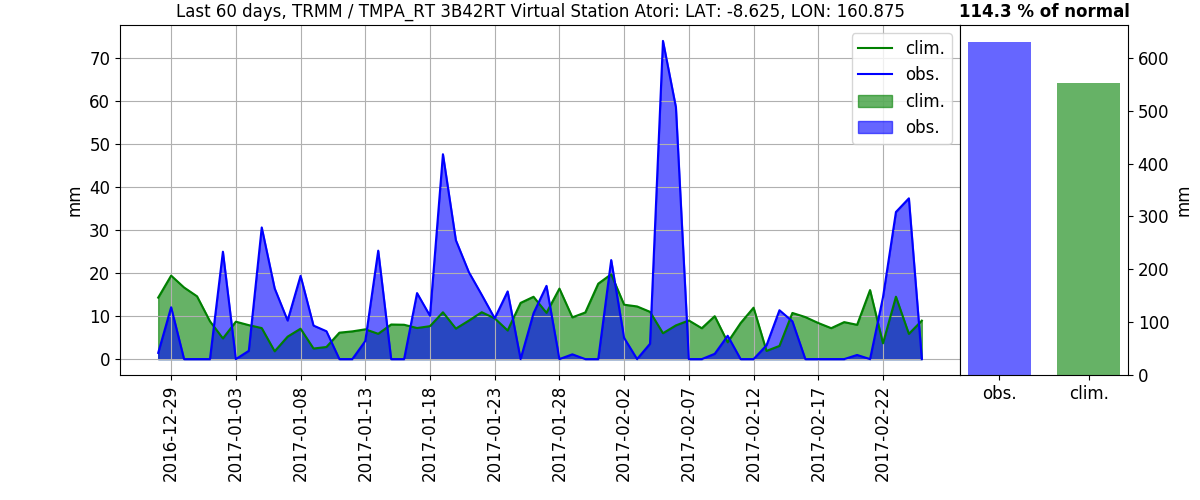 Last 60 days, TRMM / TMPA_RT 3B42RT Virtual Station Atori: LAT: -8.625, LON: 160.875
114.3 % of normal
clim.
obs.
clim.
obs.
mm
70
60
50
40
30
20
10
0
2016-12-29
2017-01-03
2017-01-08
2017-01-13
2017-01-18
2017-01-23
2017-01-28
2017-02-02
2017-02-07
2017-02-12
2017-02-17
2017-02-22
600
500
400
300
200
100
0
mm
obs.
clim.